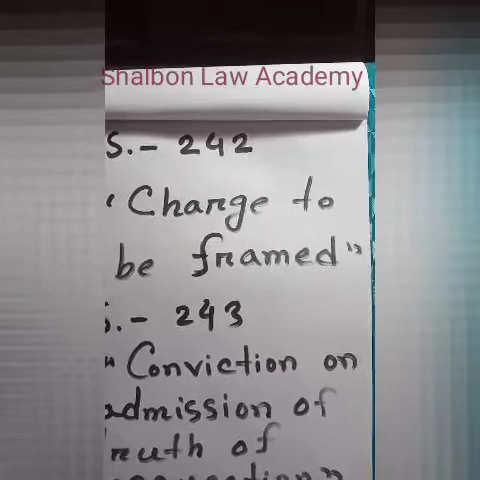 Shalbon Law Academy
S.- 242
" Charge to
be framed"
S.- 243
" Conviction on
admission of
truth of